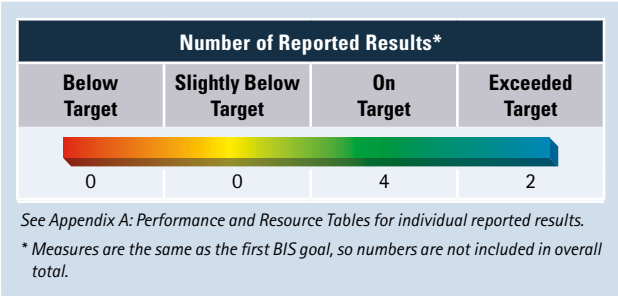 Number of Reported Results*
Below Target
Slightly Below Target
On Target
Exceeded Target
0 0 4 2
See Appendix A: Performance and Resource Tables for individual reported results.
* Measures are the same as the first BIS goal, so numbers are not included in overall
total.